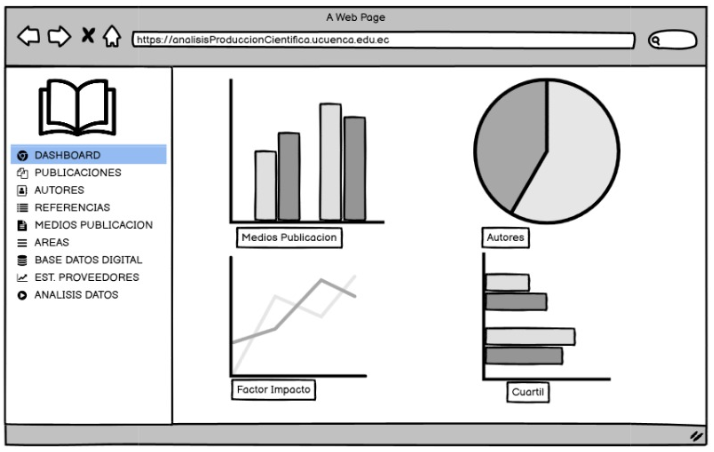 A Web Page
https://analisisProduccionCientifica.ucuenca.edu.ec
DASHBOARD
PUBLICACIONES
AUTORES
REFERENCIAS
MEDIOS PUBLICACION
AREAS
BASE DATOS DIGITAL
EST. PROVEEDORES
ANALISIS DATOS
Medios Publicacion
Autores
Factor Impacto
Cuartil